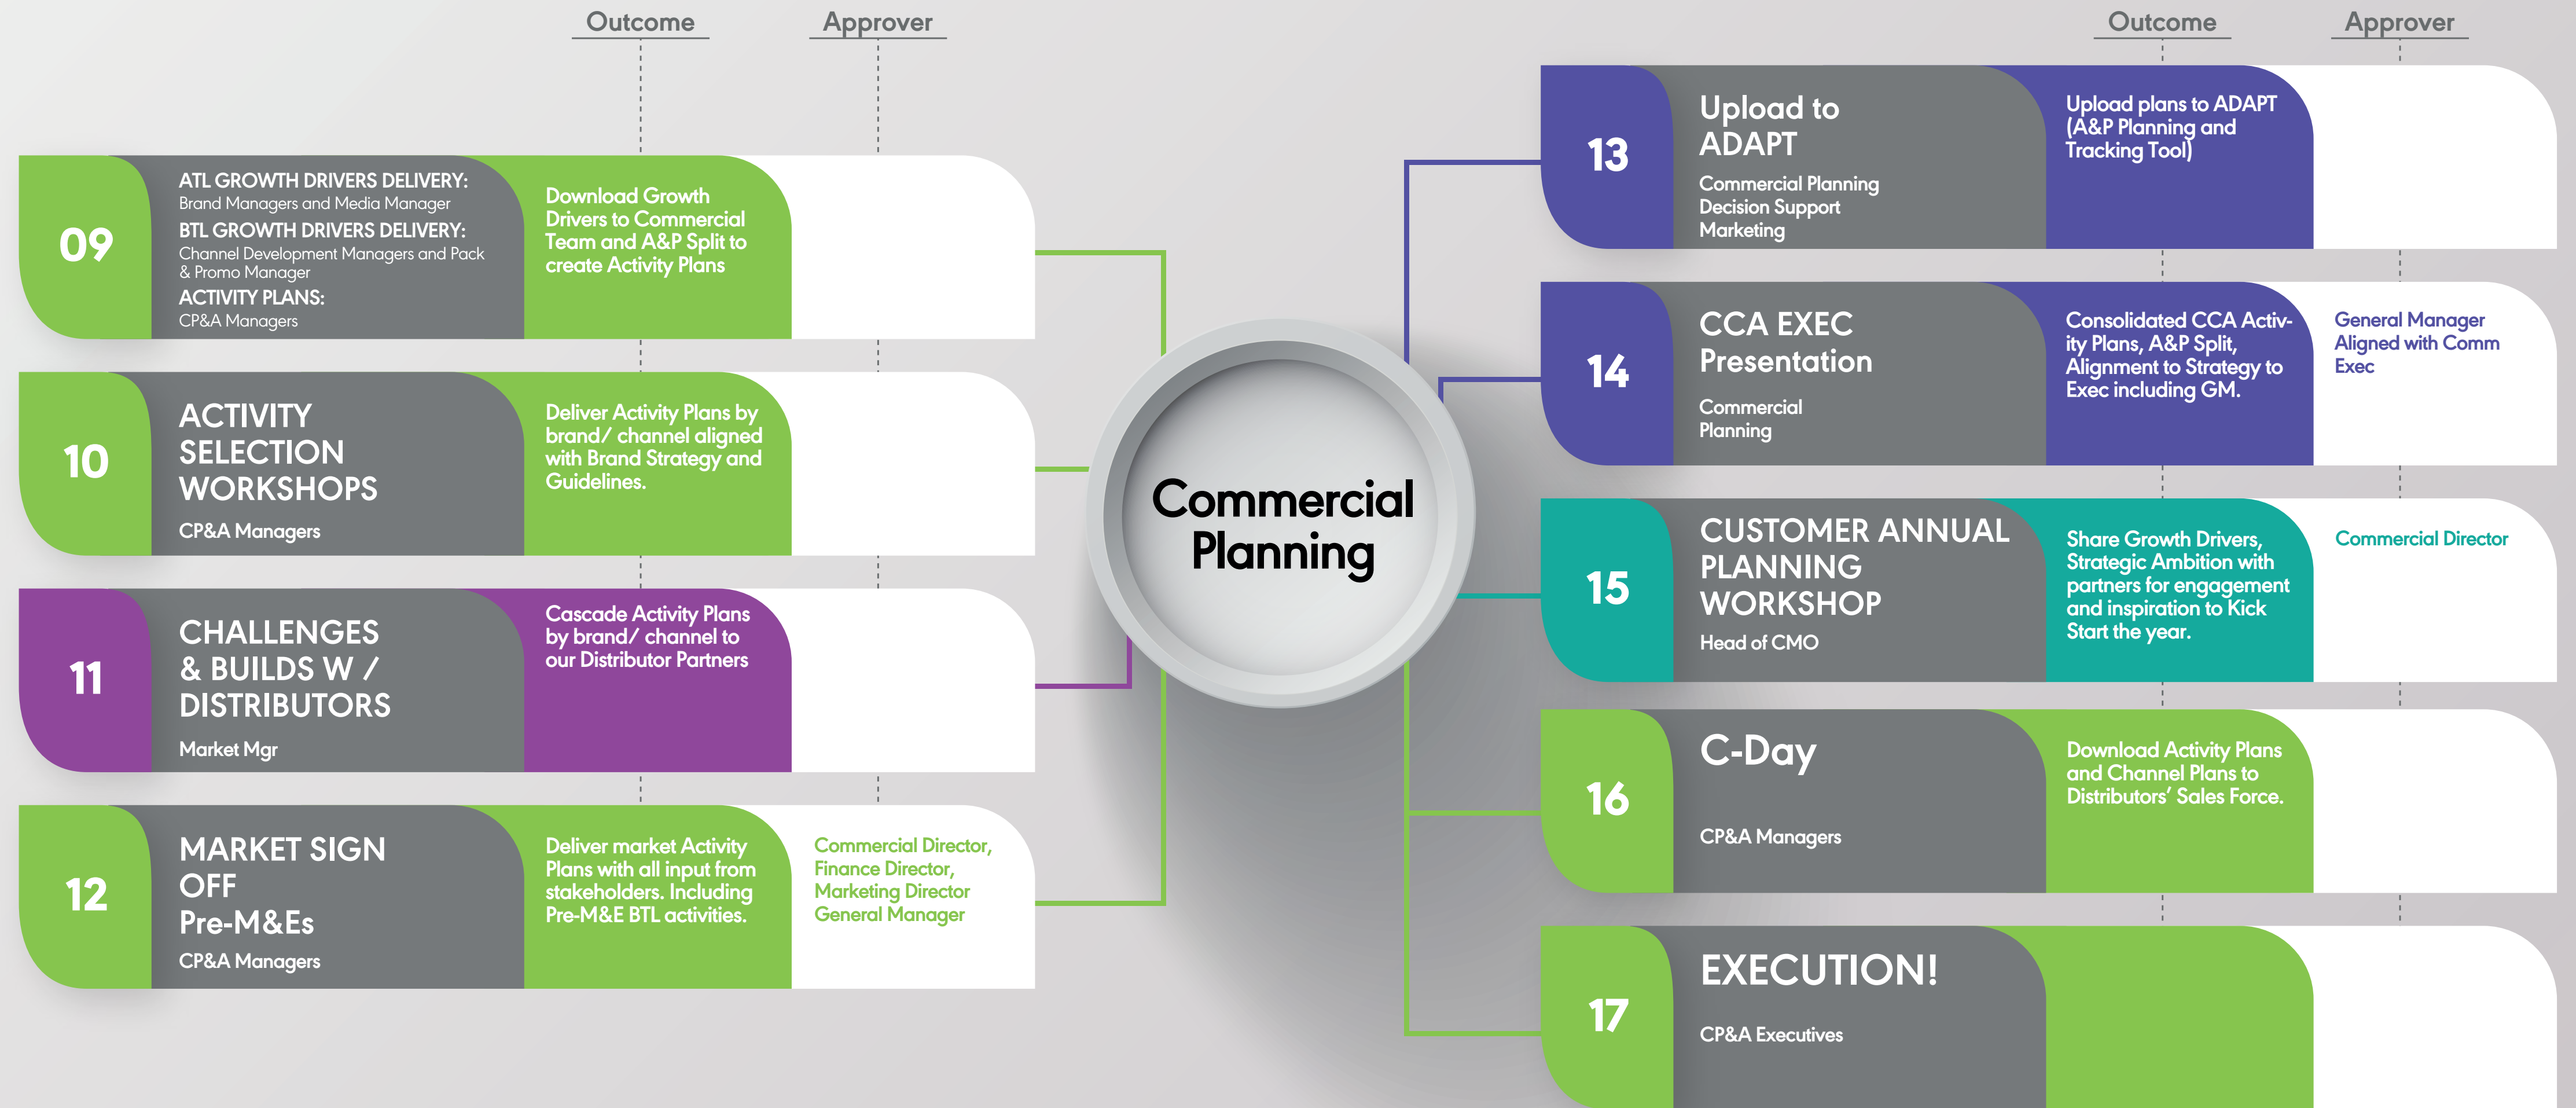 Outcome
Approver
09
ATL GROWTH DRIVERS DELIVERY:
Brand Managers and Media Manager
BTL GROWTH DRIVERS DELIVERY:
Channel Development Managers and Pack
& Promo Manager
ACTIVITY PLANS:
CP&A Managers
Download Growth
Drivers to Commercial
Team and A&P Split to
create Activity Plans
10
ACTIVITY
SELECTION
WORKSHOPS
CP&A Managers
Deliver Activity Plans by
brand/ channel aligned
with Brand Strategy and
Guidelines.
11
CHALLENGES
& BUILDS W /
DISTRIBUTORS
Market Mgr
Cascade Activity Plans
by brand/ channel to
our Distributor Partners
12
MARKET SIGN
OFF
Pre-M&Es
CP&A Managers
Deliver market Activity
Plans with all input from
stakeholders. Including
Pre-M&E BTL activities.
Commercial Director,
Finance Director,
Marketing Director
General Manager
Commercial
Planning
Outcome
Approver
13
Upload to
ADAPT
Commercial Planning
Decision Support
Marketing
Upload plans to ADAPT
(A&P Planning and
Tracking Tool)
14
CCA EXEC
Presentation
Commercial
Planning
Consolidated CCA Activ-
ity Plans, A&P Split,
Alignment to Strategy to
Exec including GM.
General Manager
Aligned with Comm
Exec
15
CUSTOMER ANNUAL
PLANNING
WORKSHOP
Head of CMO
Share Growth Drivers,
Strategic Ambition with
partners for engagement
and inspiration to Kick
Start the year.
Commercial Director
16
C-Day
CP&A Managers
Download Activity Plans
and Channel Plans to
Distributors’ Sales Force.
17
EXECUTION!
CP&A Executives